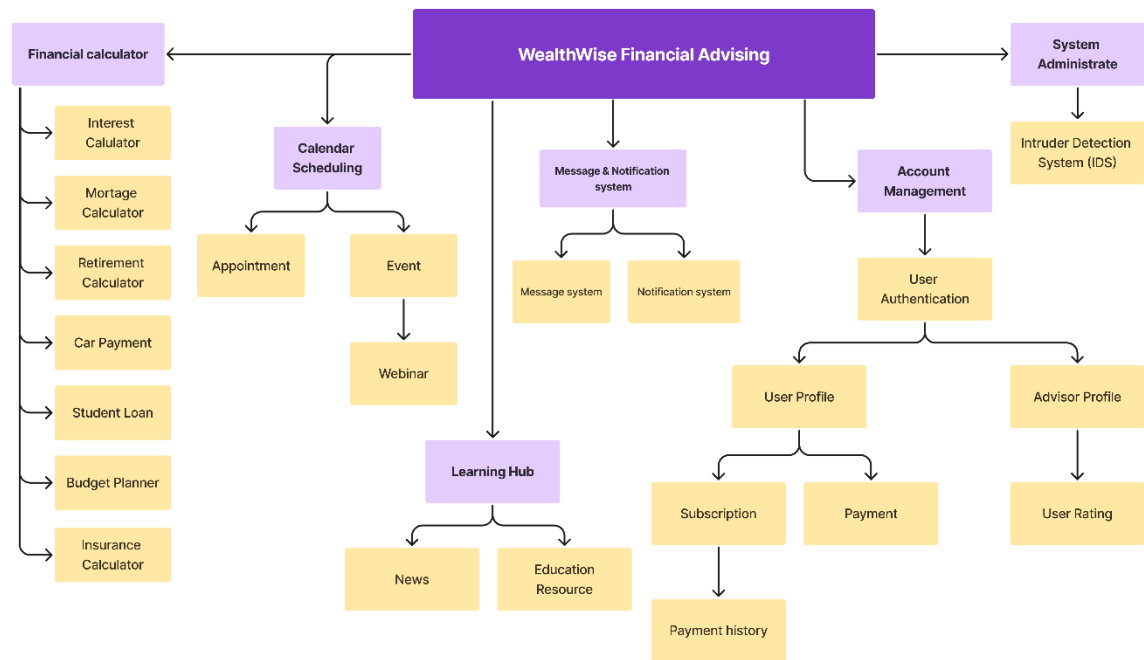 WealthWise Financial Advising
Financial calculator
System
Administrate
Interest
Calulator
Mortage
Calculator
Retirement
Calculator
Car Payment
Student Loan
Budget Planner
Insurance
Calculator
Calendar
Scheduling
Appointment
Event
Webinar
Learning Hub
News
Education
Resource
Message & Notification
system
Message system
Notification system
Account
Management
User
Authentication
User Profile
Advisor Profile
Subscription
Payment
User Rating
Payment history
Intruder Detection
System (IDS)